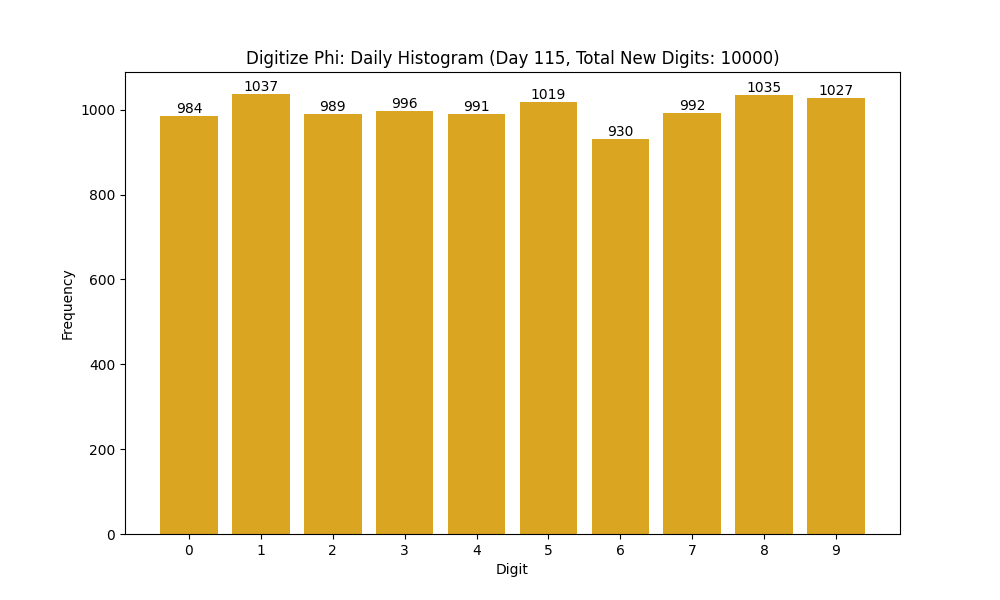 Digitize Phi: Daily Histogram (Day 115, Total New Digits: 10000)
984 1037 989 996 991 1019 930 992 1035 1027
1000
800
600
400
200
0
Frequency
0 1 2 3 4 5 6 7 8 9
Digit